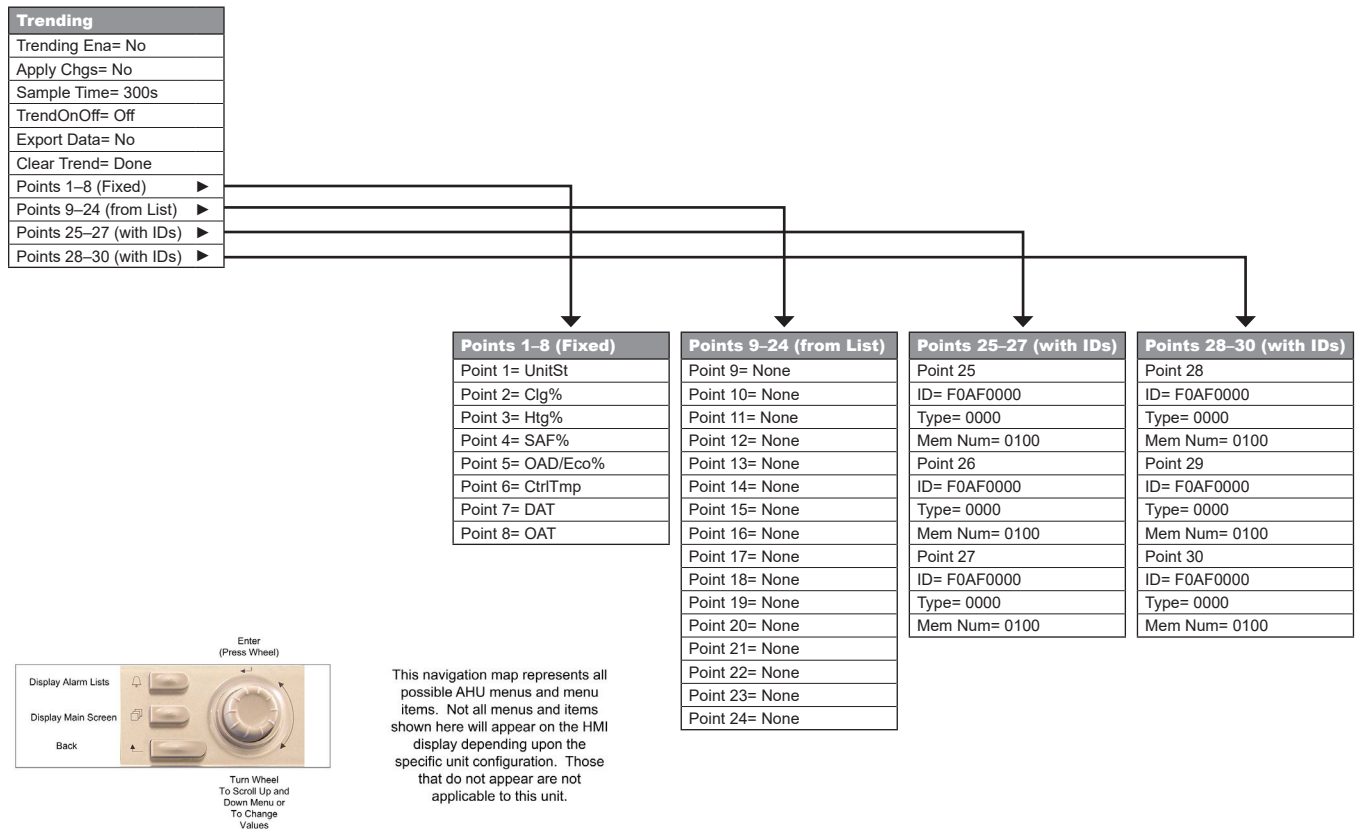 Trending
Trending Ena= No
Apply Chgs= No
Sample Time= 300s
TrendOnOff= Off
Export Data= No
Clear Trend= Done
Points 1–8 (Fixed) ►
Points 9–24 (from List) ►
Points 25–27 (with IDs) ►
Points 28–30 (with IDs) ►
Points 1–8 (Fixed)
Point 1= UnitSt
Point 2= Clg%
Point 3= Htg%
Point 4= SAF%
Point 5= OAD/Eco%
Point 6= CtrlTmp
Point 7= DAT
Point 8= OAT
Points 9–24 (from List)
Point 9= None
Point 10= None
Point 11= None
Point 12= None
Point 13= None
Point 14= None
Point 15= None
Point 16= None
Point 17= None
Point 18= None
Point 19= None
Point 20= None
Point 21= None
Point 22= None
Point 23= None
Point 24= None
Points 25–27 (with IDs)
Point 25
ID= F0AF0000
Type= 0000
Mem Num= 0100
Point 26
ID= F0AF0000
Type= 0000
Mem Num= 0100
Point 27
ID= F0AF0000
Type= 0000
Mem Num= 0100
Points 28–30 (with IDs)
Point 28
ID= F0AF0000
Type= 0000
Mem Num= 0100
Point 29
ID= F0AF0000
Type= 0000
Mem Num= 0100
Point 30
ID= F0AF0000
Type= 0000
Mem Num= 0100
Enter
(Press Wheel)
Display Alarm Lists
Display Main Screen
Back
Turn Wheel
To Scroll Up and
Down Menu or
To Change
Values
This navigation map represents all
possible AHU menus and menu
items. Not all menus and items
shown here will appear on the HMI
display depending upon the
specific unit configuration. Those
that do not appear are not
applicable to this unit.